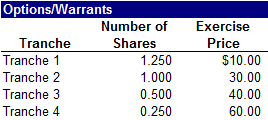 Options/Warrants
Number of Exercise
Tranche Shares Price
Tranche 1 1.250 $10.00
Tranche 2 1.000 30.00
Tranche 3 0.500 40.00
Tranche 4 0.250 60.00